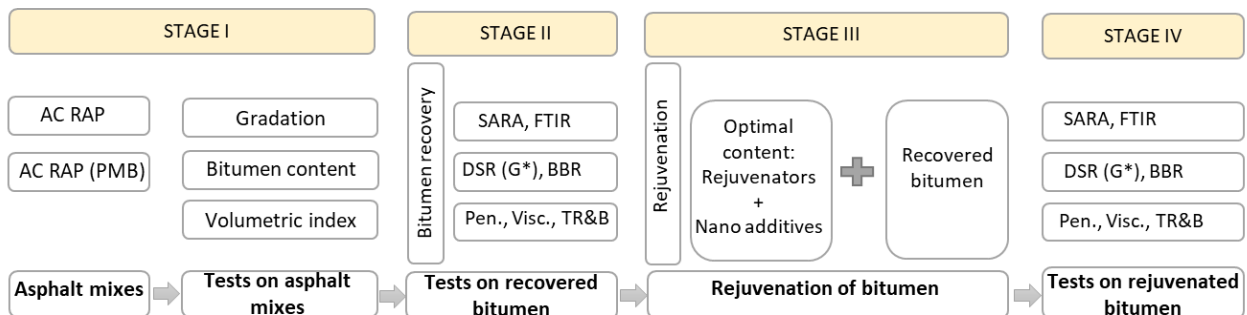 STAGE I
STAGE II
STAGE III
STAGE IV
AC RAP
AC RAP (PMB)
Gradation
Bitumen content
Volumetric index
Bitumen recovery
SARA, FTIR
DSR (G*), BBR
Pen., Visc., TR&B
Rejuvenation
Optimal
content:
Rejuvenators
+
Nano additives
Recovered
bitumen
SARA, FTIR
DSR (G*), BBR
Pen., Visc., TR&B
Asphalt mixes
Tests on asphalt
mixes
Tests on recovered
bitumen
Rejuvenation of bitumen
Tests on rejuvenated
bitumen